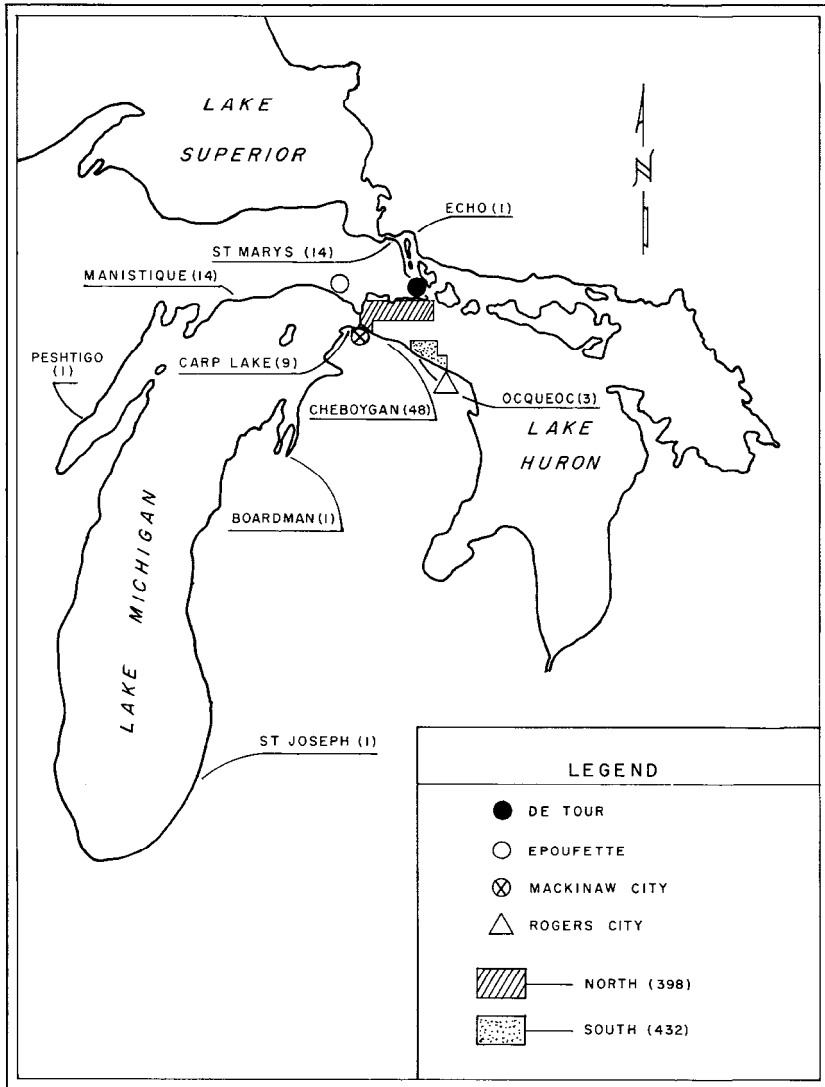 LAKE
SUPERIOR
N
ECHO (1)
ST MARYS (14)
MANISTIQUE (14)
PESHTIGO
(1)
CARP LAKE (9)
OCQUEOC (3)
CHEBOYGAN (48)
LAKE
HURON
BOARDMAN (1)
LAKE MICHIGAN
ST JOSEPH (1)
LEGEND
DE TOUR
EPOUFETTE
MACKINAW CITY
ROGERS CITY
NORTH (398)
SOUTH (432)